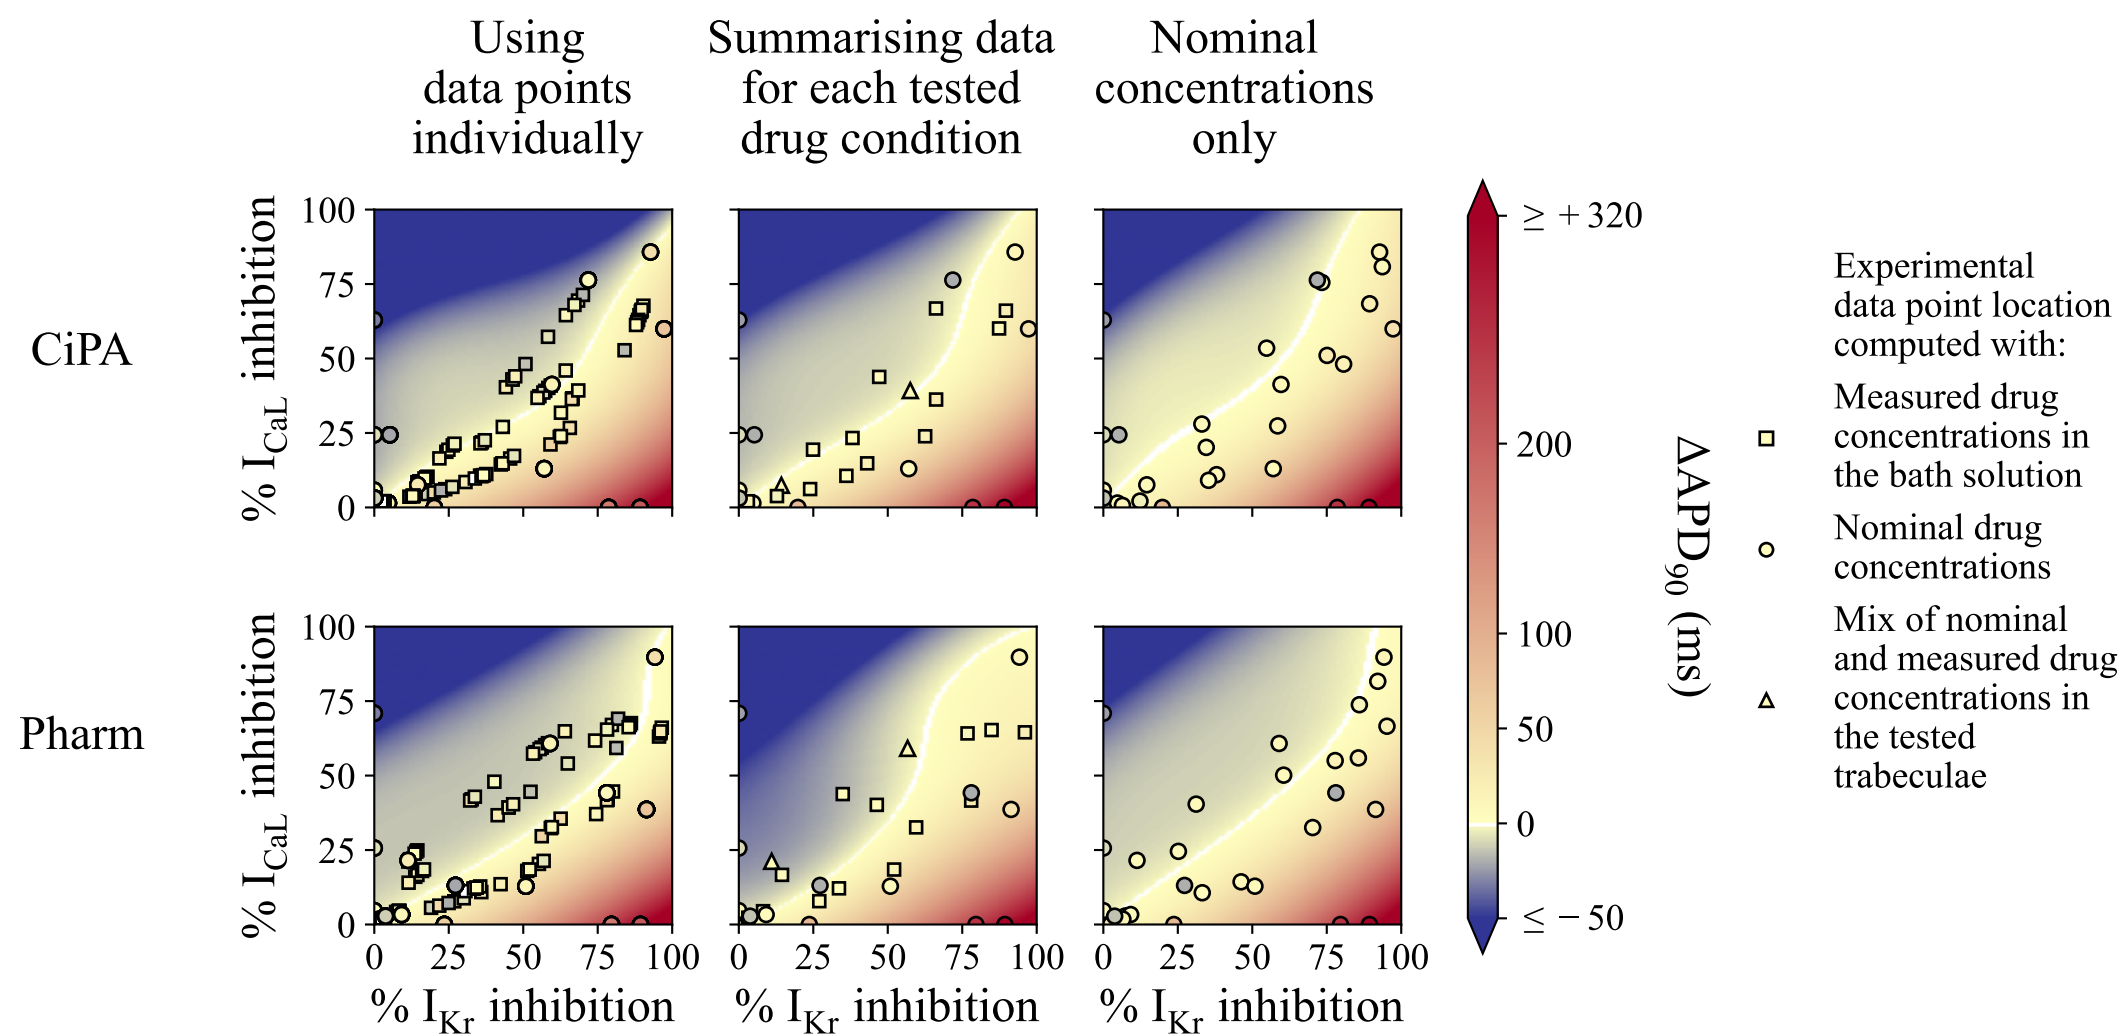 Using
data points
individually
Summarising data
for each tested
drug condition
Nominal
concentrations
only
CiPA
% I_CaL inhibition
100
75
50
25
0
Pharm
% I_CaL inhibition
100
75
50
25
0
0 25 50 75 100
0 25 50 75 100
0 25 50 75 100
% I_Kr inhibition
% I_Kr inhibition
% I_Kr inhibition
≥ +320
200
100
50
0
≤ −50
ΔAPD_90 (ms)
Experimental
data point location
computed with:
Measured drug
concentrations in
the bath solution
Nominal drug
concentrations
Mix of nominal
and measured drug
concentrations in
the tested
trabeculae